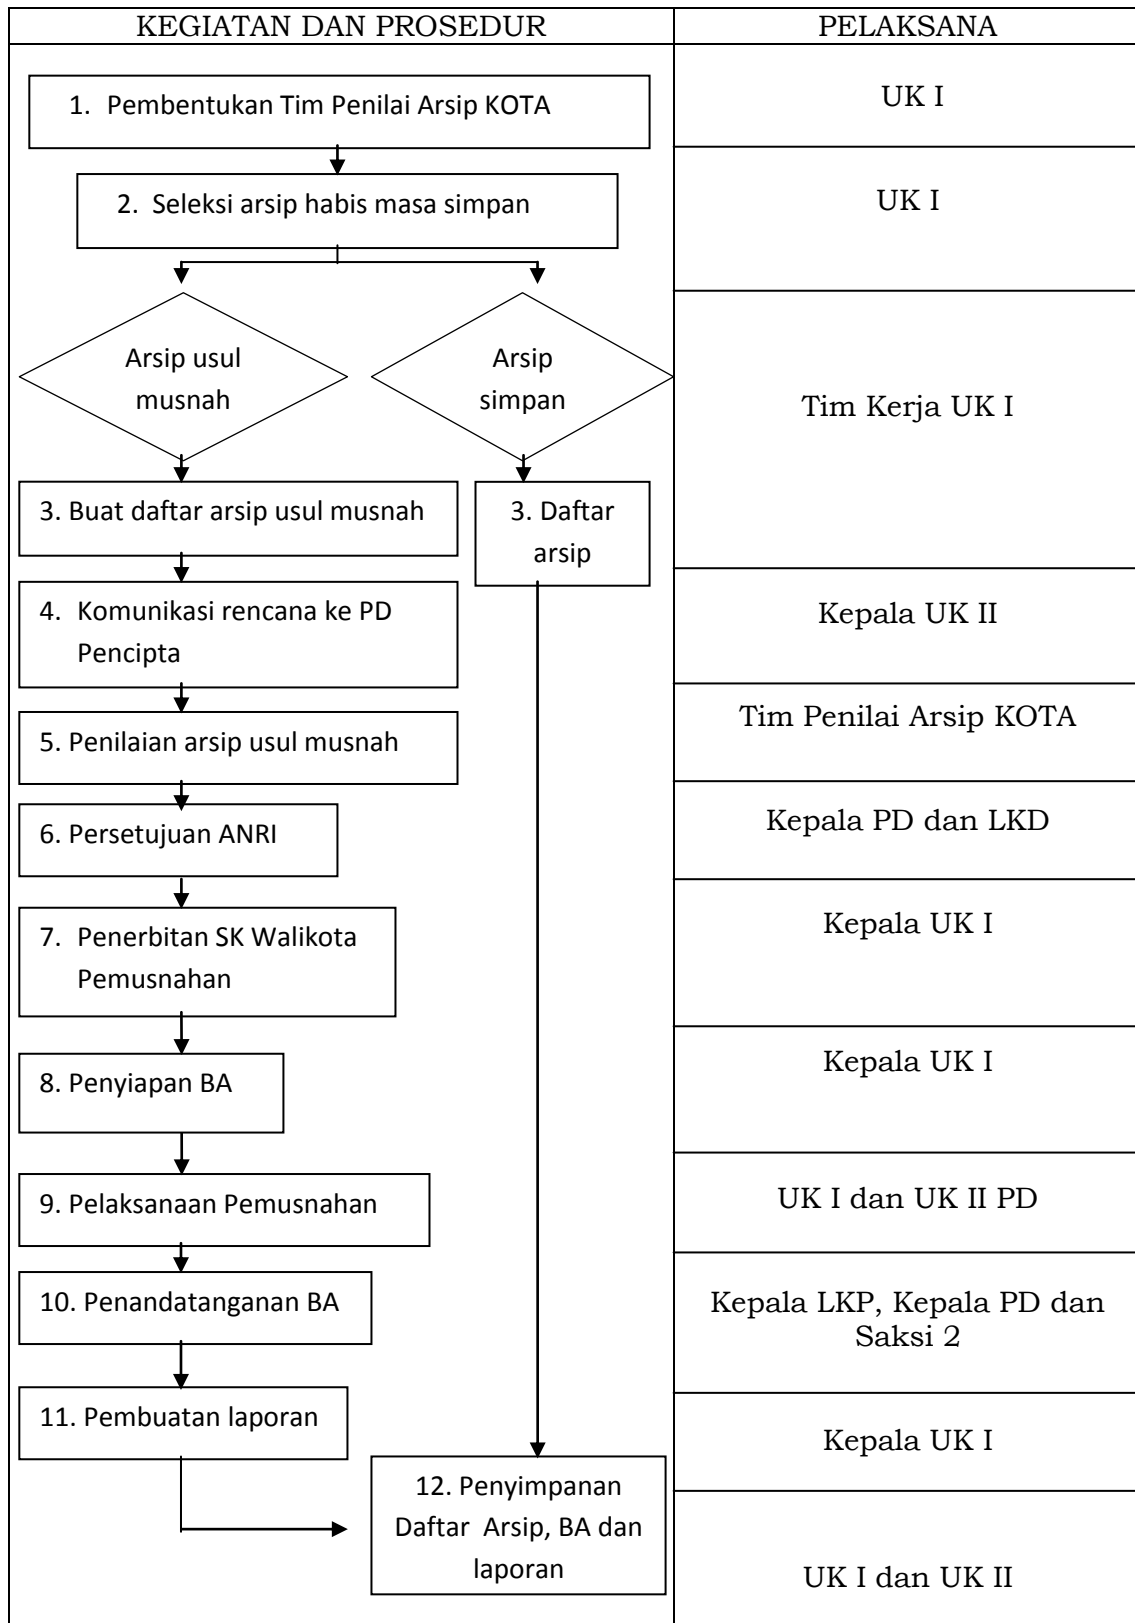 KEGIATAN DAN PROSEDUR
PELAKSANA
1. Pembentukan Tim Penilai Arsip KOTA
UK I
2. Seleksi arsip habis masa simpan
UK I
Arsip usul
musnah
Arsip
simpan
Tim Kerja UK I
3. Buat daftar arsip usul musnah
3. Daftar
arsip
4. Komunikasi rencana ke PD
Pencipta
Kepala UK II
5. Penilaian arsip usul musnah
Tim Penilai Arsip KOTA
6. Persetujuan ANRI
Kepala PD dan LKD
7. Penerbitan SK Walikota
Pemusnahan
Kepala UK I
8. Penyiapan BA
Kepala UK I
9. Pelaksanaan Pemusnahan
UK I dan UK II PD
10. Penandatanganan BA
Kepala LKP, Kepala PD dan
Saksi 2
11. Pembuatan laporan
Kepala UK I
12. Penyimpanan
Daftar Arsip, BA dan
laporan
UK I dan UK II